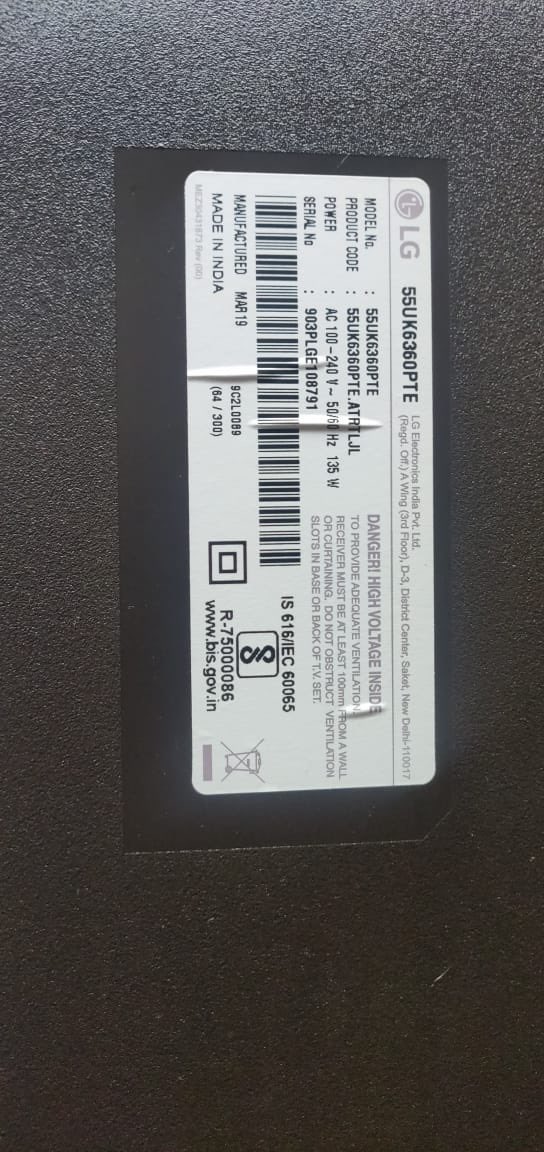 LG 55UK6360PTE
LG Electronics India Pvt. Ltd.
(Regd. Off.) A Wing (3rd Floor), D-3, District Center, Saket, New Delhi-110017
MODEL No. : 55UK6360PTE
PRODUCT CODE : 55UK6360PTE.ATRTLJL
POWER : AC 100-240 V~ 50/60 Hz 135 W
SERIAL No : 903PLGE108791
DANGER! HIGH VOLTAGE INSIDE
TO PROVIDE ADEQUATE VENTILATION,
RECEIVER MUST BE AT LEAST 100mm FROM A WALL
OR CURTAINING. DO NOT OBSTRUCT VENTILATION
SLOTS IN BASE OR BACK OF T.V. SET.
MANUFACTURED MAR19
MADE IN INDIA
9C2L0089
(64 / 300)
IS 616/IEC 60065
R-75000086
www.bis.gov.in
MEZ30431873 Rev (00)